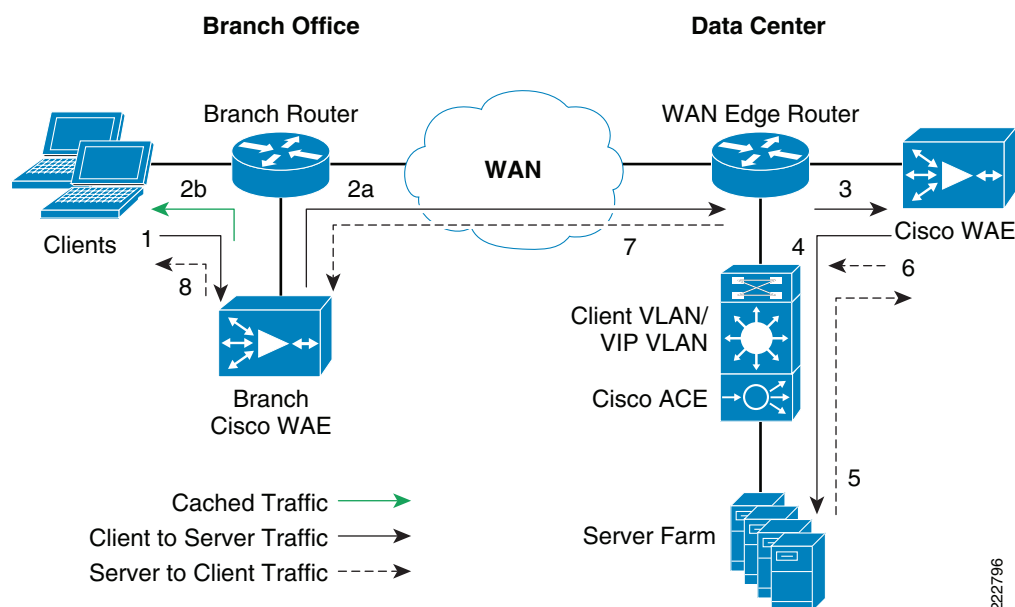 Branch Office
Data Center
Branch Router
WAN Edge Router
WAN
2b
2a
3
Clients
1
7
4
Cisco WAE
6
8
Client VLAN/
VIP VLAN
Branch
Cisco WAE
Cisco ACE
5
Cached Traffic
Client to Server Traffic
Server to Client Traffic
Server Farm
222796